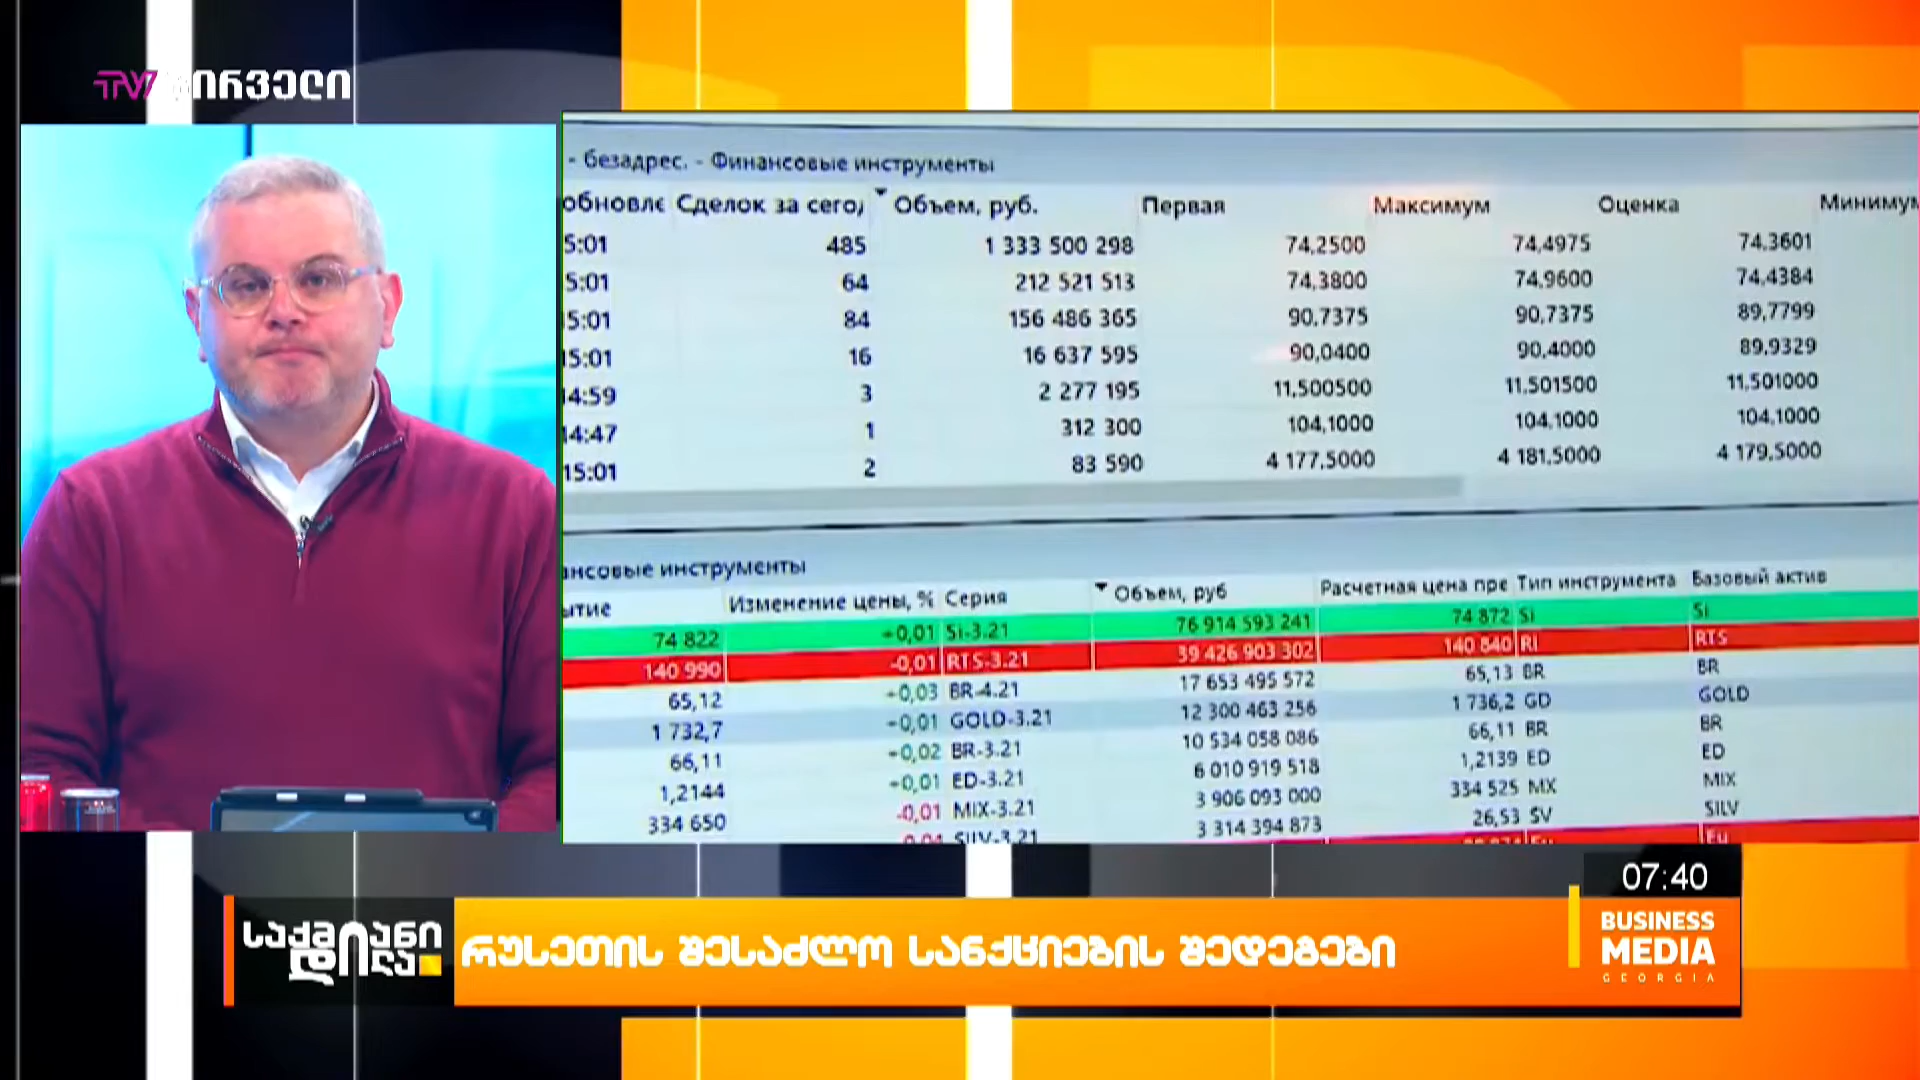 TV პირველი
- безадрес. - Финансовые инструменты
обновле Сделок за сего Объем, руб. Первая Максимум Оценка Минимум
5:01 485 1 333 500 298 74,2500 74,4975 74,3601
5:01 64 212 521 513 74,3800 74,9600 74,4384
15:01 84 156 486 365 90,7375 90,7375 89,7799
15:01 16 16 637 595 90,0400 90,4000 89,9329
14:59 3 2 277 195 11,500500 11,501500 11,501000
14:47 1 312 300 104,1000 104,1000 104,1000
15:01 2 83 590 4 177,5000 4 181,5000 4 179,5000
ансовые инструменты
ытие Изменение цены, % Серия Объем, руб Расчетная цена пре Тип инструмента Базовый актив
74 822 +0,01 Si-3.21 76 914 593 241 74 872 Si Si
140 990 -0,01 RTS-3.21 39 426 903 302 140 840 RI RTS
65,12 +0,03 BR-4.21 17 653 495 572 65,13 BR BR
1 732,7 +0,01 GOLD-3.21 12 300 463 256 1 736,2 GD GOLD
66,11 +0,02 BR-3.21 10 534 058 086 66,11 BR BR
1,2144 +0,01 ED-3.21 6 010 919 518 1,2139 ED ED
334 650 -0,01 MIX-3.21 3 906 093 000 334 525 MX MIX
SILV-3.21 3 314 394 873 26,53 SV SILV
Eu Eu
07:40
საქმიანი დილა
რუსეთის შესაძლო სანქციების შედეგები
BUSINESS
MEDIA
GEORGIA